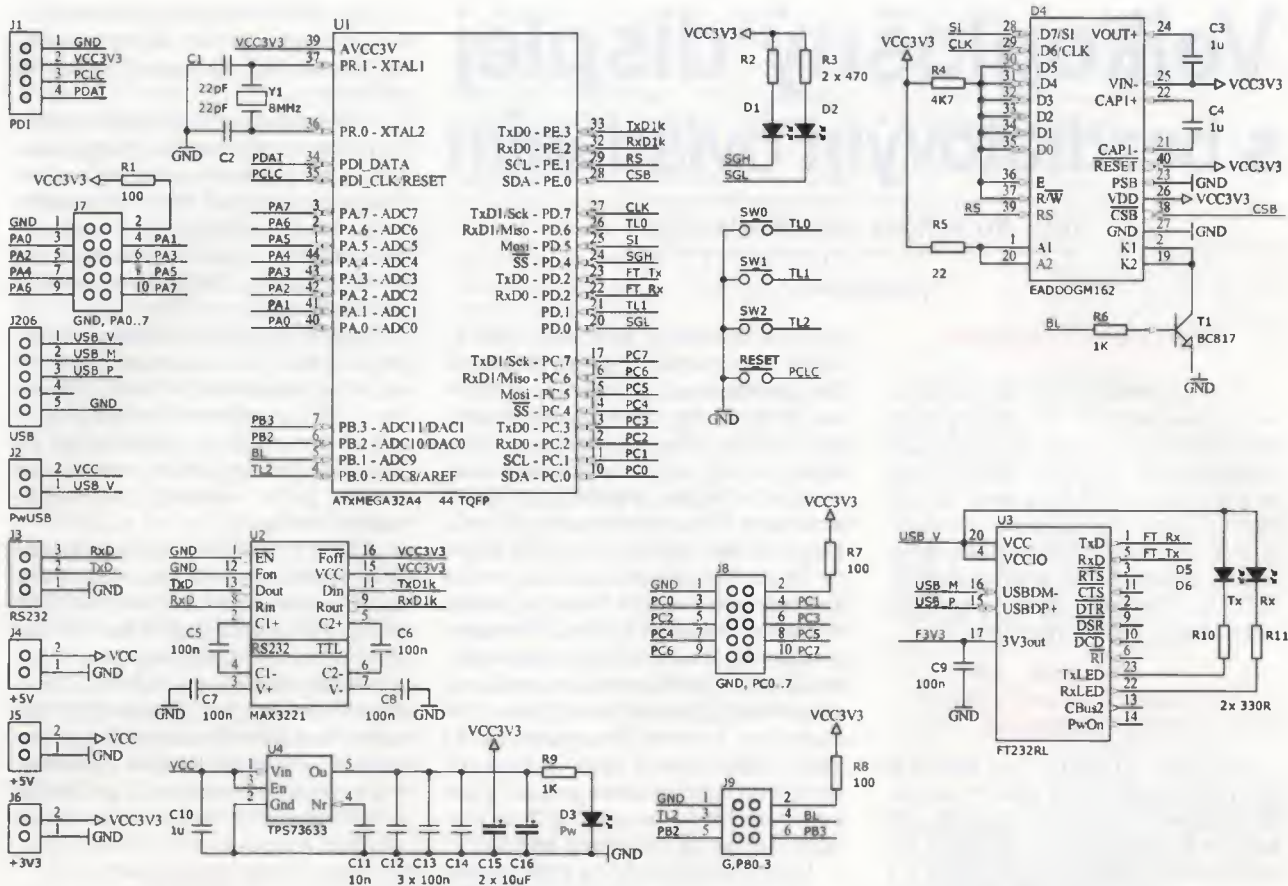 J1
1 GND
2 VCC3V3
3 PCLC
4 PDAT
PDI
VCC3V3
R1
100
J7
GND 1 2
PA0 3 4 PA1
PA2 5 6 PA3
PA4 7 8 PA5
PA6 9 10 PA7
GND, PA0..7
J206
1 USB_V
2 USB_M
3 USB_P
4
5 GND
USB
J2
2 VCC
1 USB_V
PwUSB
J3
3 RxD
2 TxD
1 GND
RS232
J4
2 VCC
1 GND
+5V
J5
2 VCC
1 GND
+5V
J6
2 VCC3V3
1 GND
+3V3
U1
VCC3V3 39 AVCC3V
37 PR.1 - XTAL1
C1
22pF
22pF
C2
Y1
8MHz
GND
36 PR.0 - XTAL2
PDAT 34 PDI_DATA
PCLC 35 PDI_CLK/RESET
PA7 3 PA.7 - ADC7
PA6 2 PA.6 - ADC6
PA5 1 PA.5 - ADC5
PA4 44 PA.4 - ADC4
PA3 43 PA.3 - ADC3
PA2 42 PA.2 - ADC2
PA1 41 PA.1 - ADC1
PA0 40 PA.0 - ADC0
PB3 7 PB.3 - ADC11/DAC1
PB2 6 PB.2 - ADC10/DAC0
BL 5 PB.1 - ADC9
TL2 4 PB.0 - ADC8/AREF
TxD0 - PE.3 33 TxD1k
RxD0 - PE.2 32 RxD1k
SCL - PE.1 29 RS
SDA - PE.0 28 CSB
TxD1/Sck - PD.7 27 CLK
RxD1/Miso - PD.6 26 TL0
Mosi - PD.5 25 SI
SS - PD.4 24 SGH
TxD0 - PD.2 23 FT_Tx
RxD0 - PD.2 22 FT_Rx
PD.1 21 TL1
PD.0 20 SGL
TxD1/Sck - PC.7 17 PC7
RxD1/Miso - PC.6 16 PC6
Mosi - PC.5 15 PC5
SS - PC.4 PC4
TxD0 - PC.3 PC3
RxD0 - PC.2 PC2
SCL - PC.1 11 PC1
SDA - PC.0 10 PC0
ATxMEGA32A4 44 TQFP
U2
GND 1 EN Foff 16 VCC3V3
GND 12 Fon VCC 15 VCC3V3
TxD 13 Dout Din 11 TxD1k
RxD 8 Rin Rout 9 RxD1k
2 C1+ C2+ 5
RS232 TTL
4 C1- C2- 6
3 V+ V- 7
C5
100n
C6
100n
C7
100n
C8
100n
GND
GND
MAX3221
U4
VCC 1 Vin Ou 5
3 En
2 Gnd Nr 4
TPS73633
C10
1u
C11
10n
C12 C13 C14
3 x 100n
C15 C16
2 x 10uF
VCC3V3
R9
1K
D3
Pw
GND
VCC3V3
R2
R3
2 x 470
D1
D2
SGH
SGL
SW0
TL0
SW1
TL1
SW2
TL2
RESET
PCLC
GND
D4
SI 28 D7/SI
CLK 29 D6/CLK
30 D5
31 D4
32 D3
33 D2
34 D1
35 D0
36 E
37 R/W
RS 39 RS
1 A1
20 A2
VOUT+ 24
VIN- 25 VCC3V3
CAP1+ 22
CAP1- 21
RESET 40 VCC3V3
PSB 23 GND
VDD 26 VCC3V3
CSB 38 CSB
GND 27 GND
K1 2
K2 19
C3
1u
C4
1u
VCC3V3
R4
4K7
R5
22
EADOGM162
BL
R6
1K
T1
BC817
GND
VCC3V3
R7
100
J8
GND 1 2
PC0 3 4 PC1
PC2 5 6 PC3
PC4 7 8 PC5
PC6 9 10 PC7
GND, PC0..7
VCC3V3
R8
100
J9
GND 1 2
TL2 3 4 BL
PB2 5 6 PB3
G,PB0 3
U3
USB_V 20 VCC
4 VCCIO
USB_M 16 USBDM-
USB_P 15 USBDP+
F3V3 17 3V3out
C9
100n
GND
TxD 1 FT_Rx
RxD 5 FT_Tx
RTS 3
CTS 11
DTR 2
DSR 9
DCD 10
RI 6
TxLED 23
RxLED 22
CBus2 13
PwOn 14
FT232RL
D5
D6
Tx
Rx
R10
R11
2 x 330R